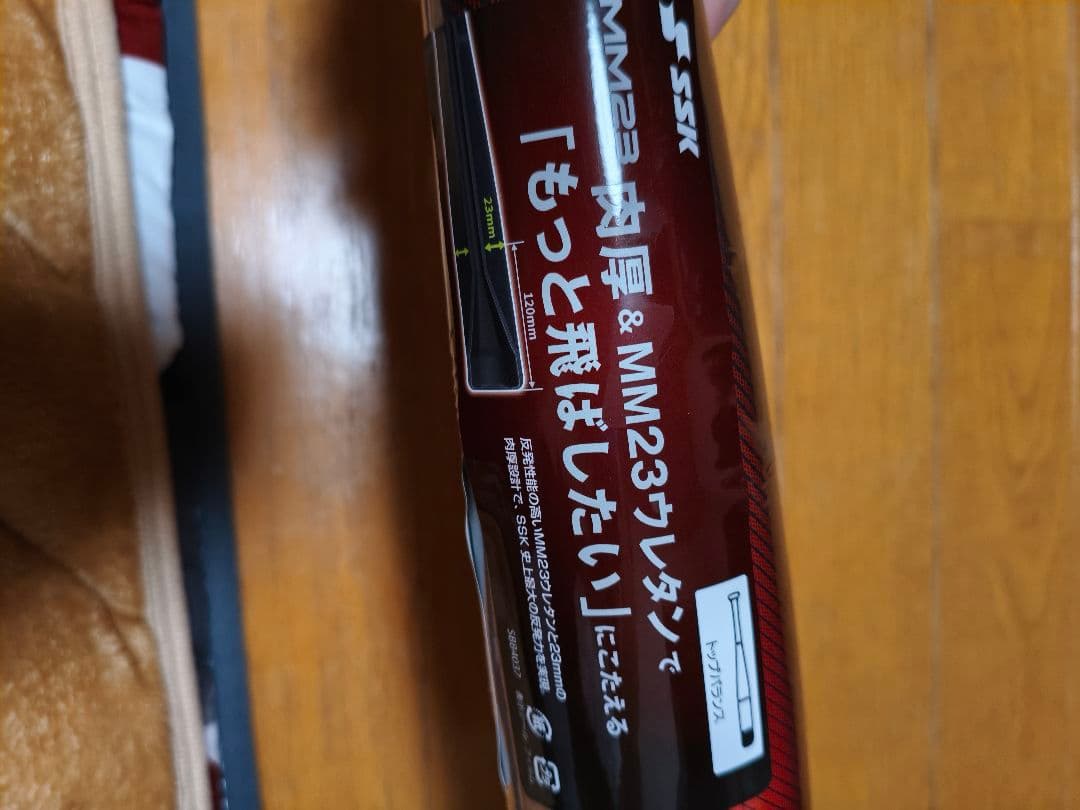 SSK
MM23
肉厚&MM23ウレタンで
「もっと飛ばしたい」にこたえる
23mm
120mm
反発性能の高いMM23ウレタンと23mmの
肉厚設計で、SSK 史上最大の反発力を実現。
トップバランス
SBB4037